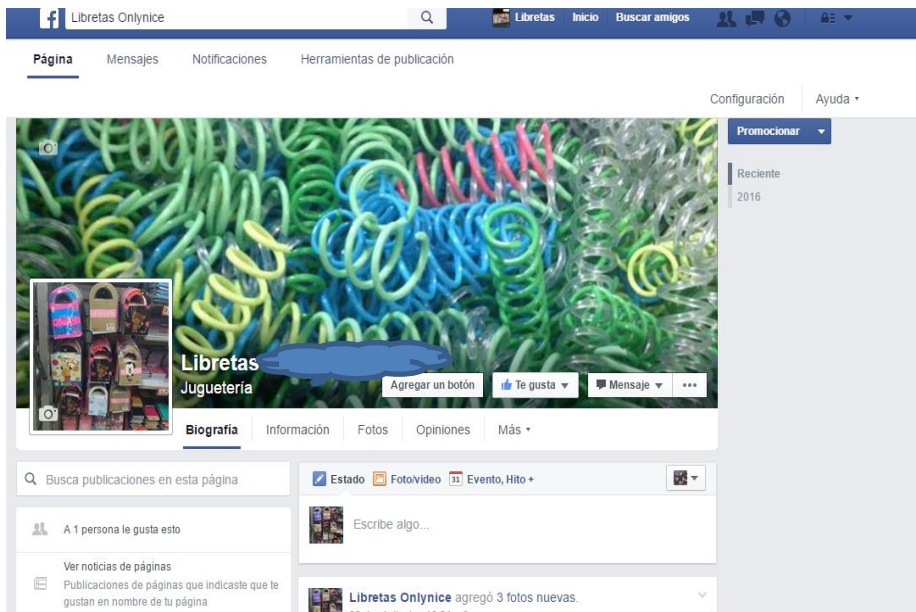 Libretas Onlynice
Libretas Inicio Buscar amigos
Página Mensajes Notificaciones Herramientas de publicación
Configuración Ayuda
Promocionar
Reciente
2016
Libretas
Juguetería
Agregar un botón Te gusta Mensaje ...
Biografía Información Fotos Opiniones Más
Busca publicaciones en esta página
Estado Foto/video 31 Evento, Hito +
Escribe algo...
A 1 persona le gusta esto
Ver noticias de páginas
Publicaciones de páginas que indicaste que te
gustan en nombre de tu página
Libretas Onlynice agregó 3 fotos nuevas.